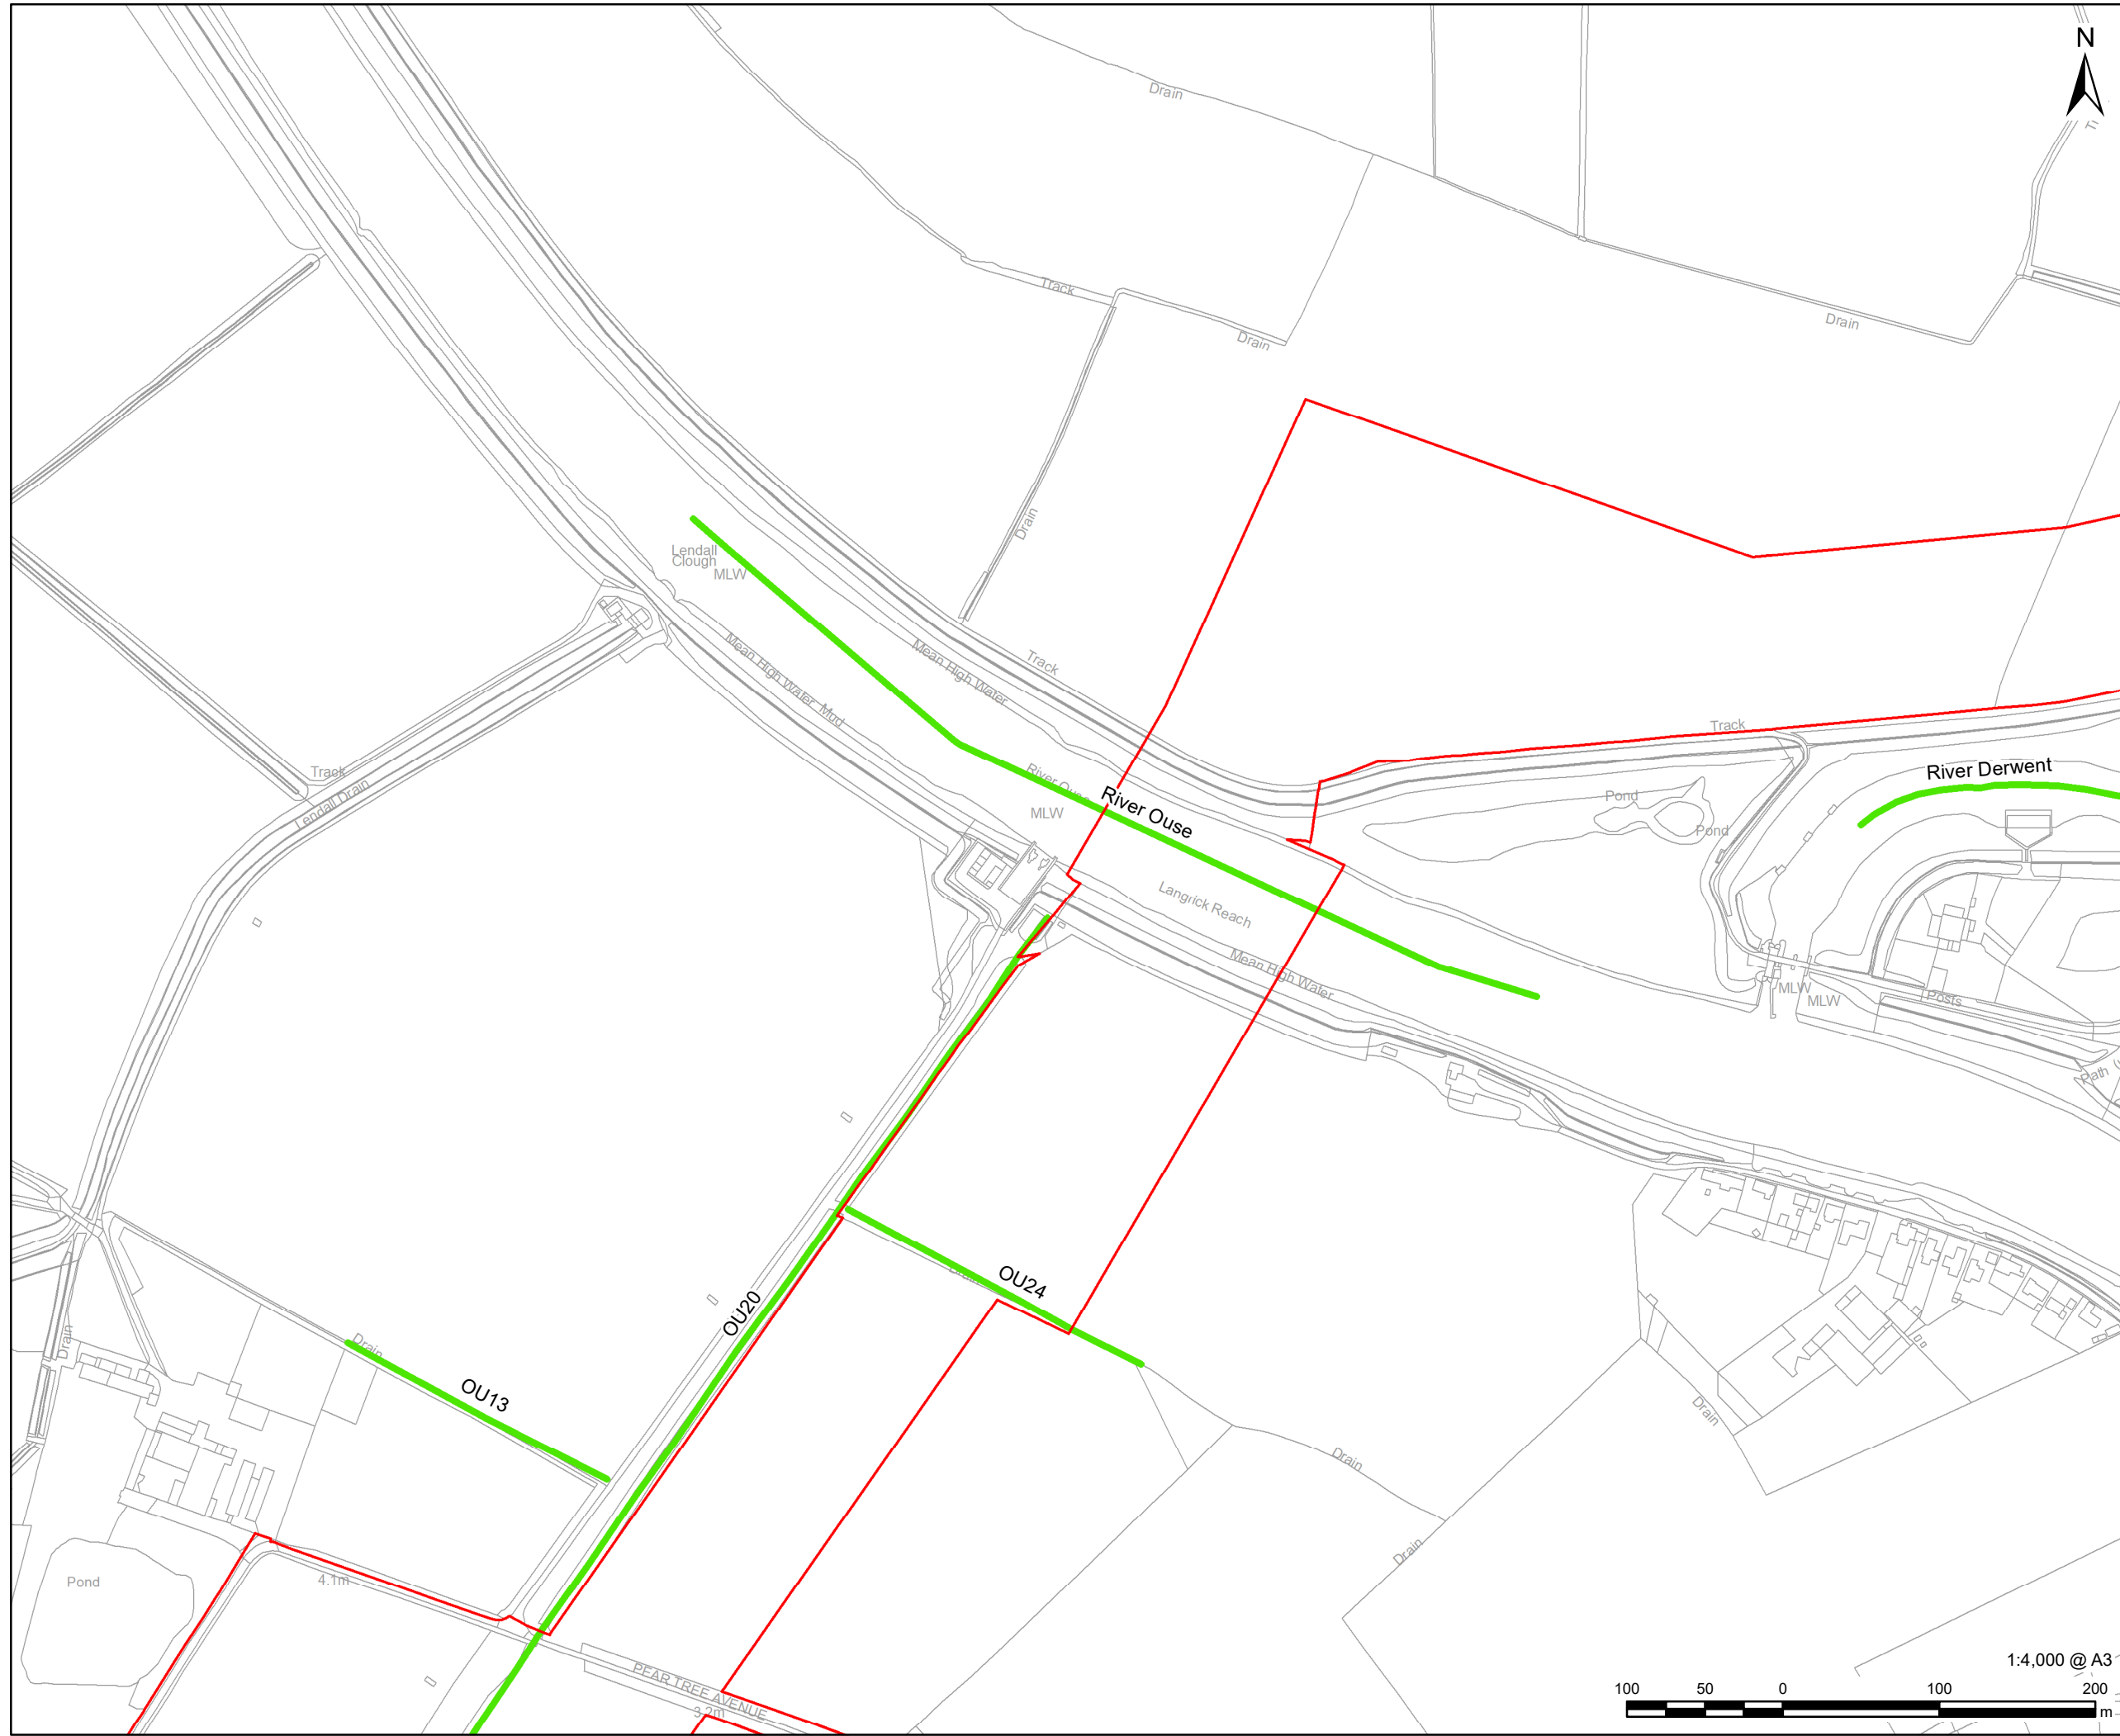 N
Drain
Track
Drain
Drain
Drain
Lendall
Clough
MLW
Mean High Water
Mud
Mean High Water
Track
River Ouse
MLW
River Ouse
Langrick Reach
Mean High Water
Track
River Derwent
Pond
Pond
MLW
MLW
Posts
Path
Track
Lendall Drain
Drain
Drain
OU13
OU20
OU24
Drain
Drain
Drain
Pond
4.1m
PEAR TREE AVENUE
3.2m
1:4,000 @ A3
100 50 0 100 200
m